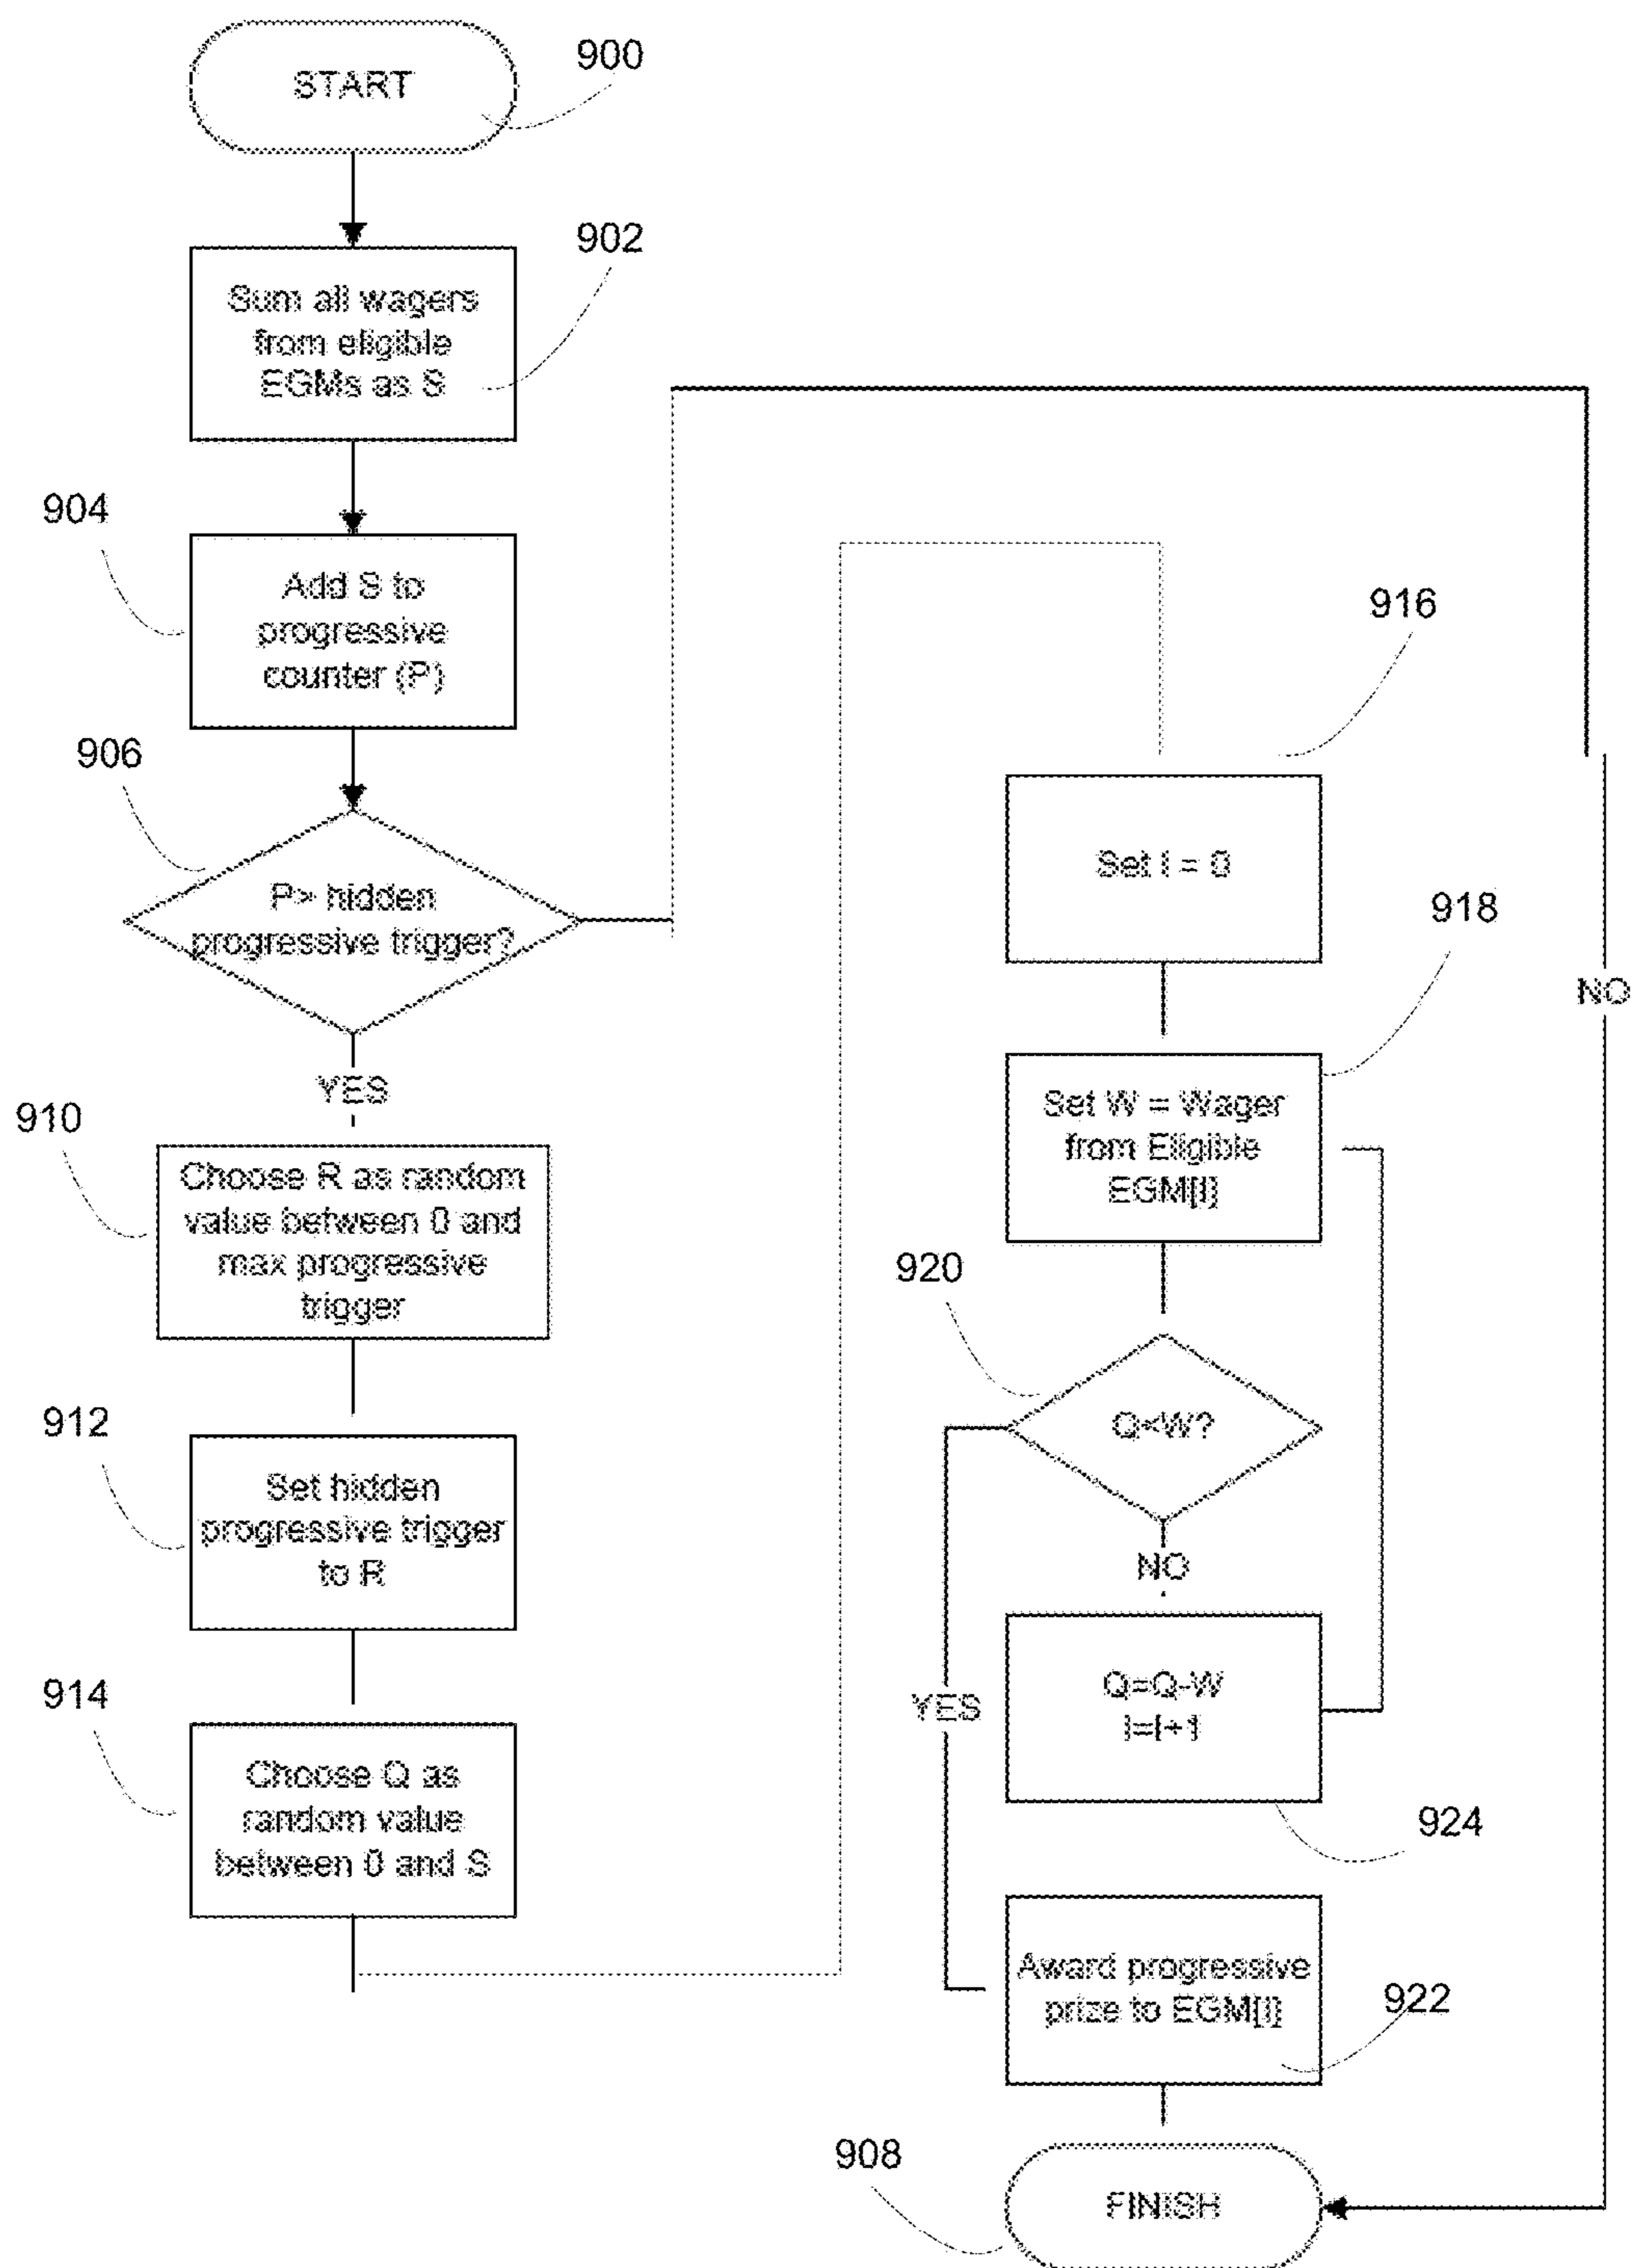 START
900
Sum all wagers
from eligible
EGMs as S
902
904
Add S to
progressive
counter (P)
906
P> hidden
progressive trigger?
YES
910
Choose R as random
value between 0 and
max progressive
trigger
912
Set hidden
progressive trigger
to R
914
Choose Q as
random value
between 0 and S
916
Set I = 0
918
Set W = Wager
from Eligible
EGM[I]
920
Q<W?
NO
YES
Q=Q-W
I=I+1
924
Award progressive
prize to EGM[I]
922
NO
908
FINISH